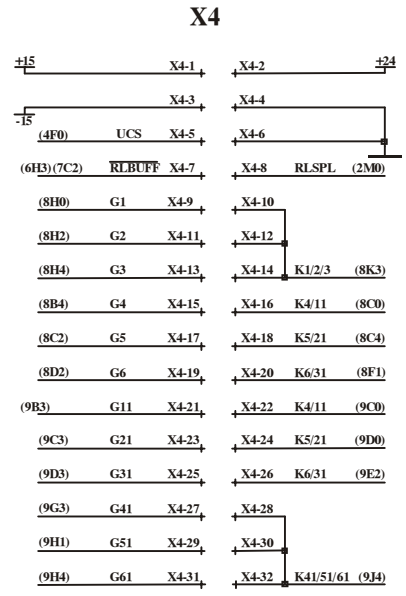 X4
+15 X4-1 X4-2 +24
-15 X4-3 X4-4
(4F0) UCS X4-5 X4-6
(6H3)(7C2) RLBUFF X4-7 X4-8 RLSPL (2M0)
(8H0) G1 X4-9 X4-10
(8H2) G2 X4-11 X4-12
(8H4) G3 X4-13 X4-14 K1/2/3 (8K3)
(8B4) G4 X4-15 X4-16 K4/11 (8C0)
(8C2) G5 X4-17 X4-18 K5/21 (8C4)
(8D2) G6 X4-19 X4-20 K6/31 (8F1)
(9B3) G11 X4-21 X4-22 K4/11 (9C0)
(9C3) G21 X4-23 X4-24 K5/21 (9D0)
(9D3) G31 X4-25 X4-26 K6/31 (9E2)
(9G3) G41 X4-27 X4-28
(9H1) G51 X4-29 X4-30
(9H4) G61 X4-31 X4-32 K41/51/61 (9J4)